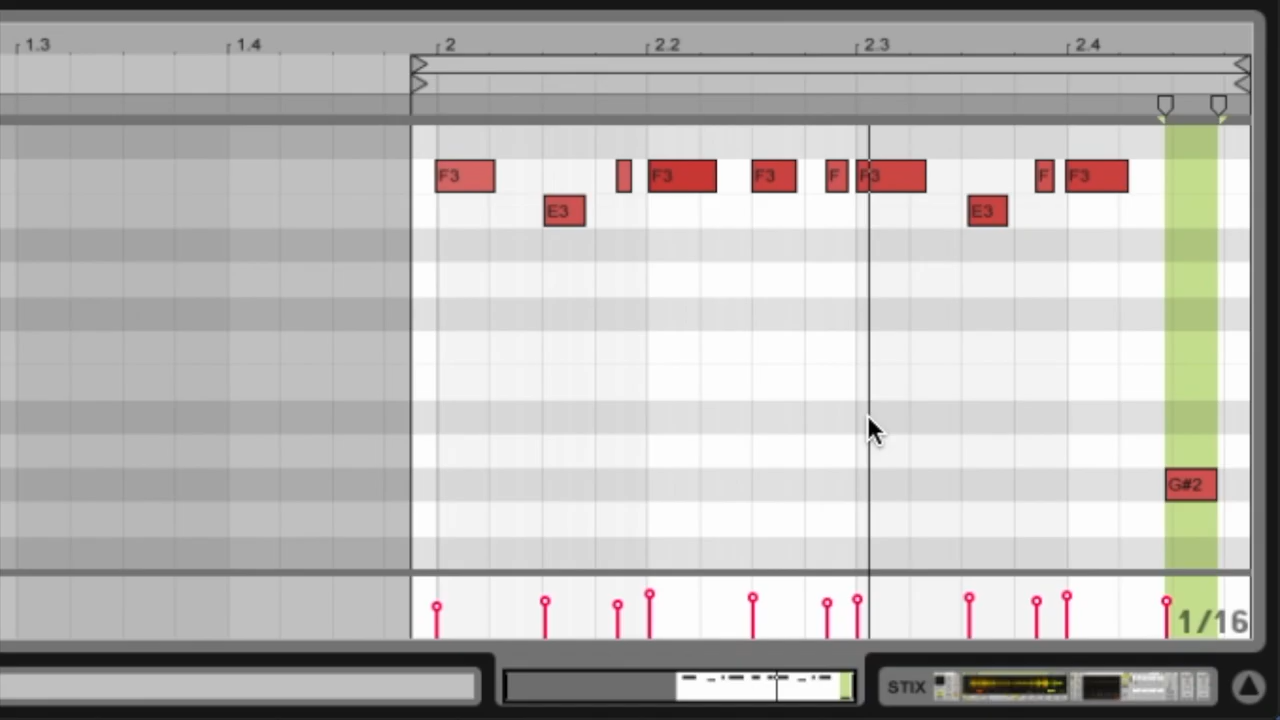 1.3 1.4 2 2.2 2.3 2.4
F3 F3 F3 F F3 F F3
E3 E3
G#2
1/16
STIX